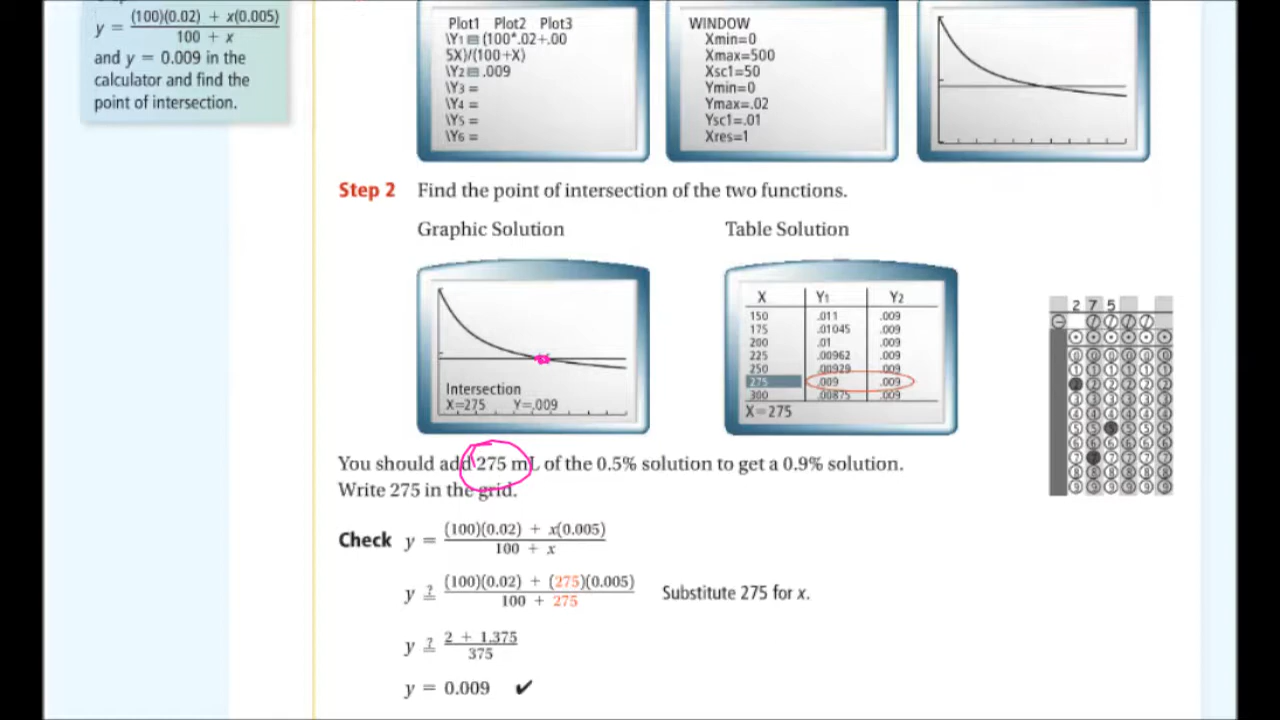 y = (100)(0.02) + x(0.005)
100 + x
and y = 0.009 in the
calculator and find the
point of intersection.
Plot1 Plot2 Plot3
\Y1=(100*.02+.00
5X)/(100+X)
\Y2=.009
\Y3=
\Y4=
\Y5=
\Y6=
WINDOW
Xmin=0
Xmax=500
Xscl=50
Ymin=0
Ymax=.02
Yscl=.01
Xres=1
Step 2 Find the point of intersection of the two functions.
Graphic Solution
Intersection
X=275 Y=.009
Table Solution
X Y1 Y2
150 .011 .009
175 .01045 .009
200 .01 .009
225 .00962 .009
250 .00929 .009
275 .009 .009
300 .00875 .009
X=275
2 7 5
You should add 275 mL of the 0.5% solution to get a 0.9% solution.
Write 275 in the grid.
Check y = (100)(0.02) + x(0.005)
100 + x
y ≟ (100)(0.02) + (275)(0.005)
100 + 275
Substitute 275 for x.
y ≟ 2 + 1.375
375
y = 0.009 ✔